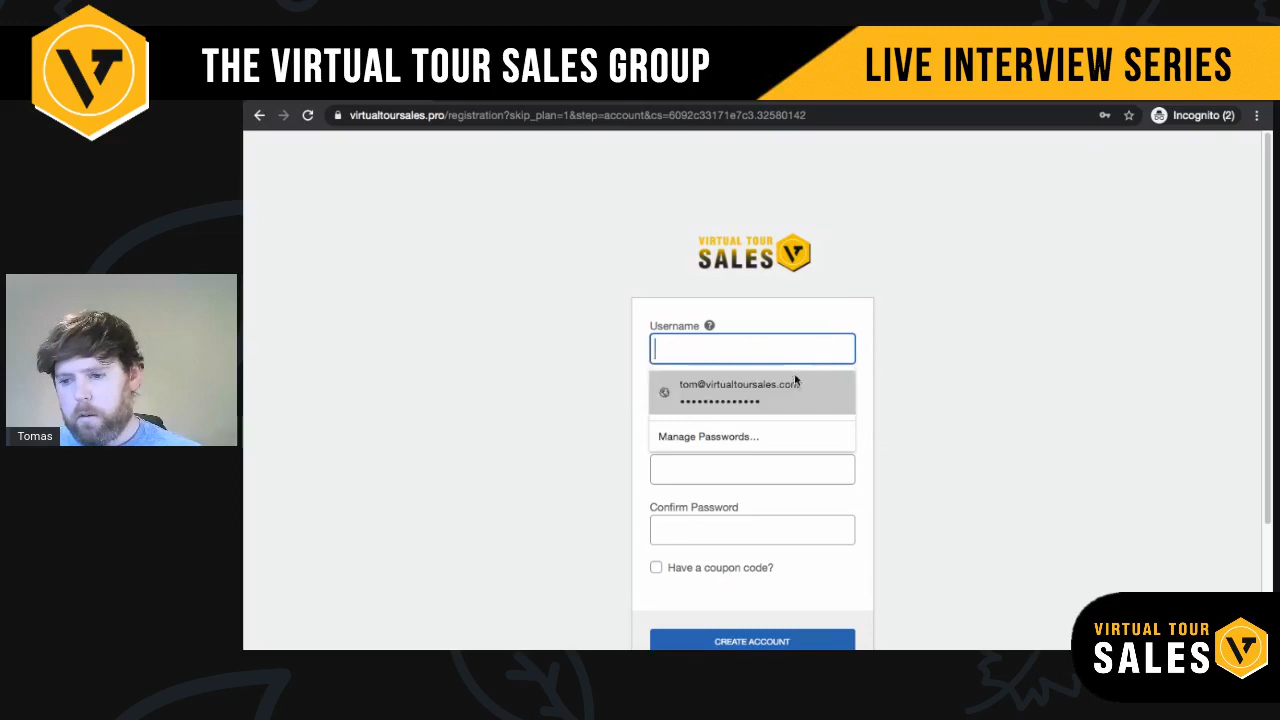 THE VIRTUAL TOUR SALES GROUP
LIVE INTERVIEW SERIES
virtualtoursales.pro/registration?skip_plan=1&step=account&cs=6092c33171e7c3.32580142
Incognito (2)
VIRTUAL TOUR
SALES
Username
tom@virtualtoursales.com
••••••••••••••
Manage Passwords...
Confirm Password
Have a coupon code?
CREATE ACCOUNT
Tomas
VIRTUAL TOUR
SALES